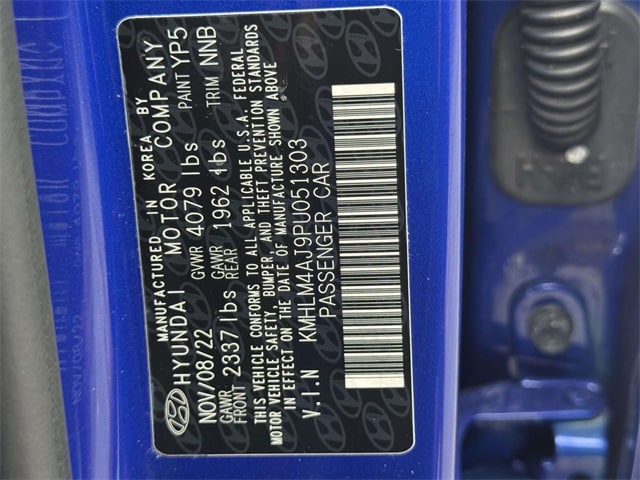 MANUFACTURED IN KOREA BY
HYUNDAI MOTOR COMPANY
NOV/08/22 GVWR 4079 lbs PAINT YP5
GAWR FRONT 2337 lbs GAWR REAR 1962 lbs TRIM NNB
THIS VEHICLE CONFORMS TO ALL APPLICABLE U.S.A. FEDERAL
MOTOR VEHICLE SAFETY, BUMPER, AND THEFT PREVENTION STANDARDS
IN EFFECT ON THE DATE OF MANUFACTURE SHOWN ABOVE
V.I.N KMHLM4AJ9PU051303
PASSENGER CAR